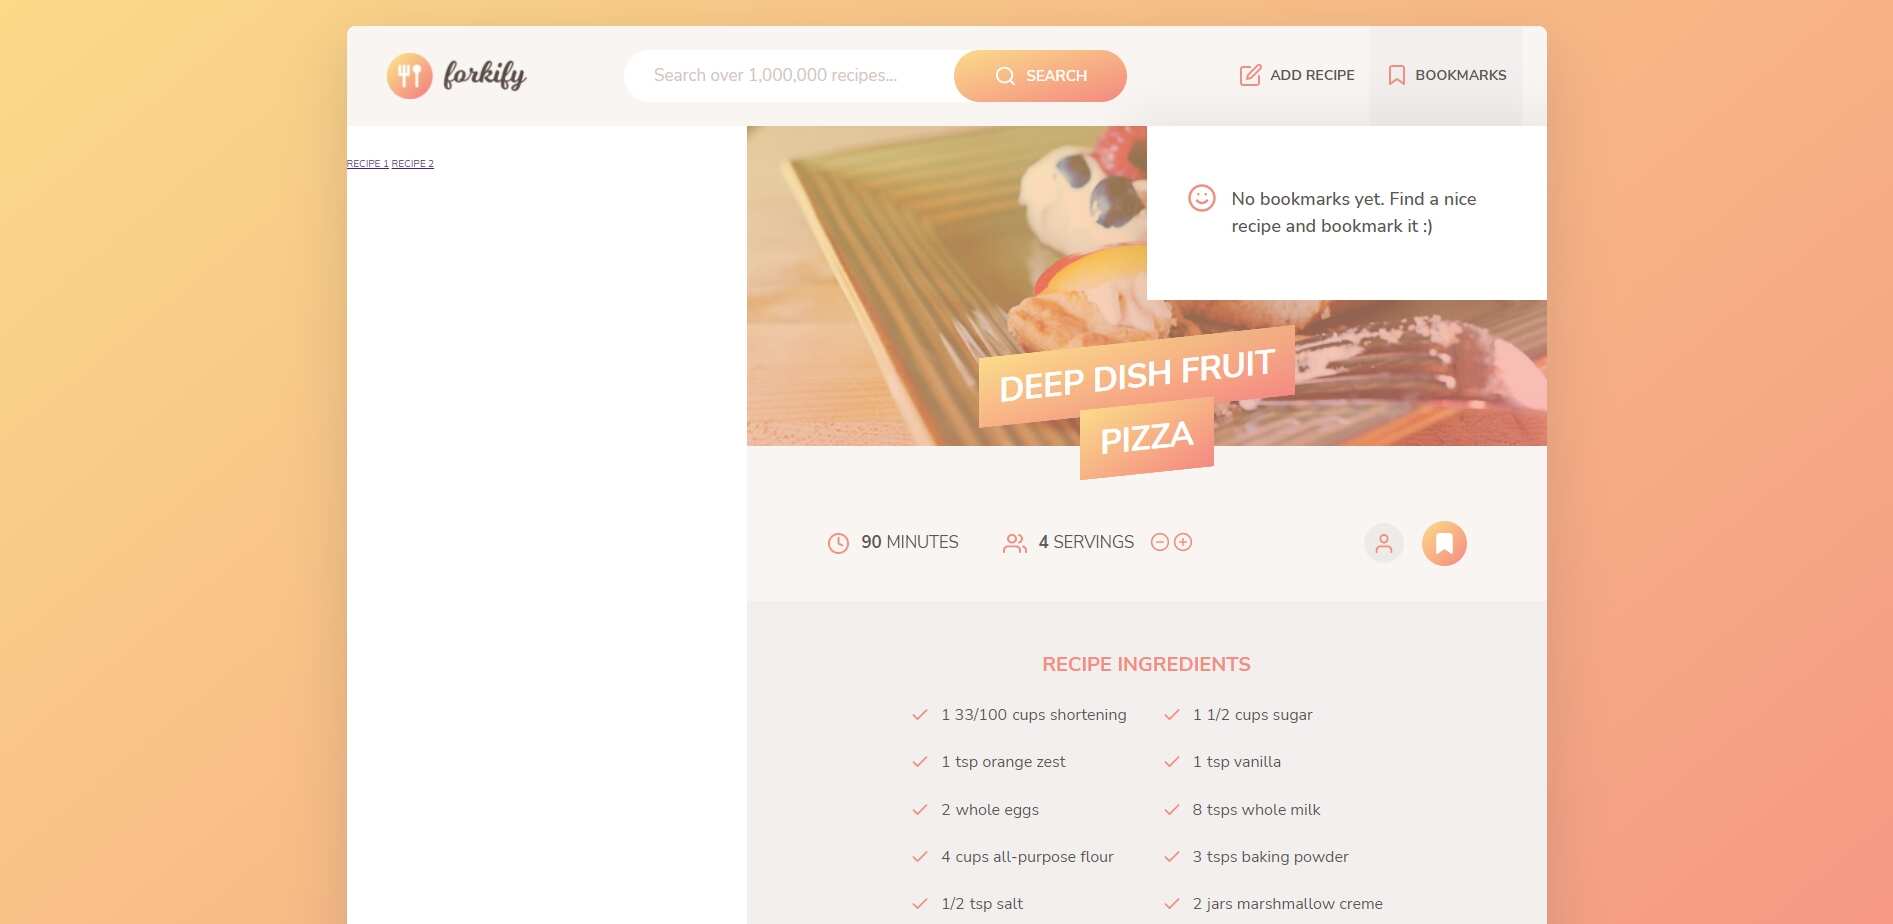 forkify
Search over 1,000,000 recipes...
SEARCH
ADD RECIPE
BOOKMARKS
RECIPE 1 RECIPE 2
No bookmarks yet. Find a nice
recipe and bookmark it :)
DEEP DISH FRUIT
PIZZA
90 MINUTES
4 SERVINGS
RECIPE INGREDIENTS
1 33/100 cups shortening
1 1/2 cups sugar
1 tsp orange zest
1 tsp vanilla
2 whole eggs
8 tsps whole milk
4 cups all-purpose flour
3 tsps baking powder
1/2 tsp salt
2 jars marshmallow creme